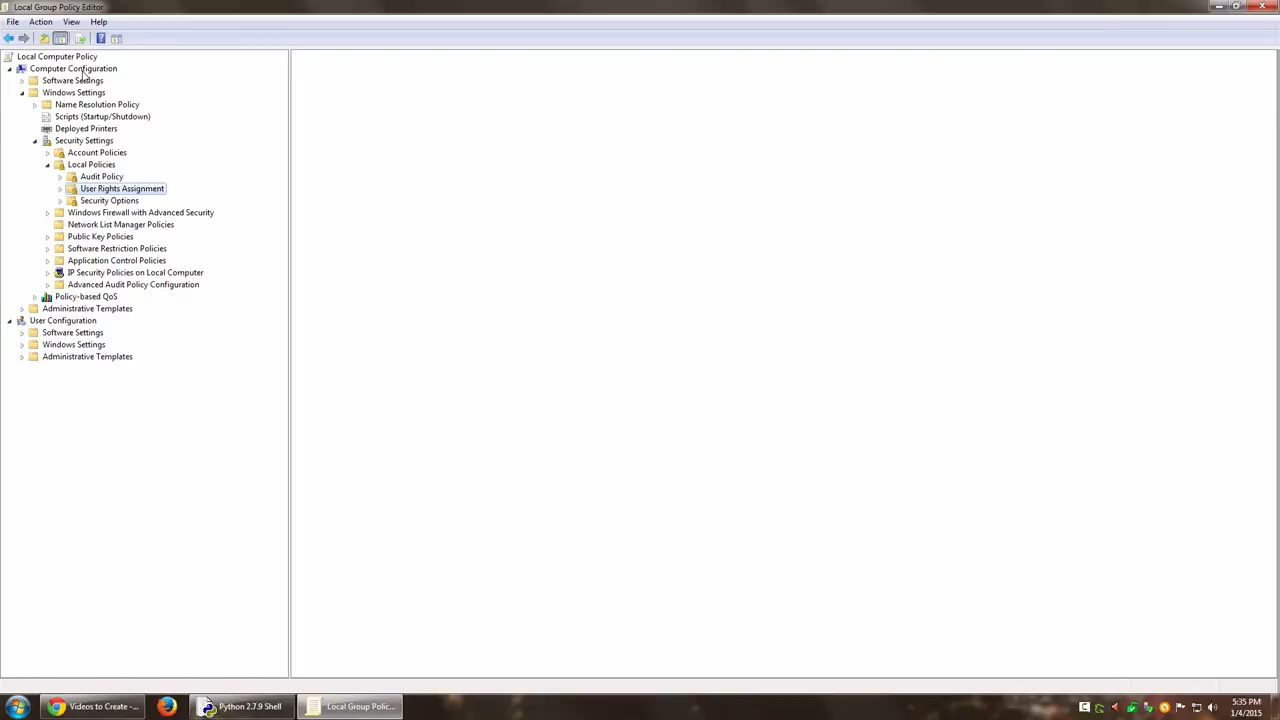 Local Group Policy Editor
File Action View Help
Local Computer Policy
Computer Configuration
Software Settings
Windows Settings
Name Resolution Policy
Scripts (Startup/Shutdown)
Deployed Printers
Security Settings
Account Policies
Local Policies
Audit Policy
User Rights Assignment
Security Options
Windows Firewall with Advanced Security
Network List Manager Policies
Public Key Policies
Software Restriction Policies
Application Control Policies
IP Security Policies on Local Computer
Advanced Audit Policy Configuration
Policy-based QoS
Administrative Templates
User Configuration
Software Settings
Windows Settings
Administrative Templates
Videos to Create -... Python 2.7.9 Shell Local Group Polic... 5:35 PM
1/4/2015